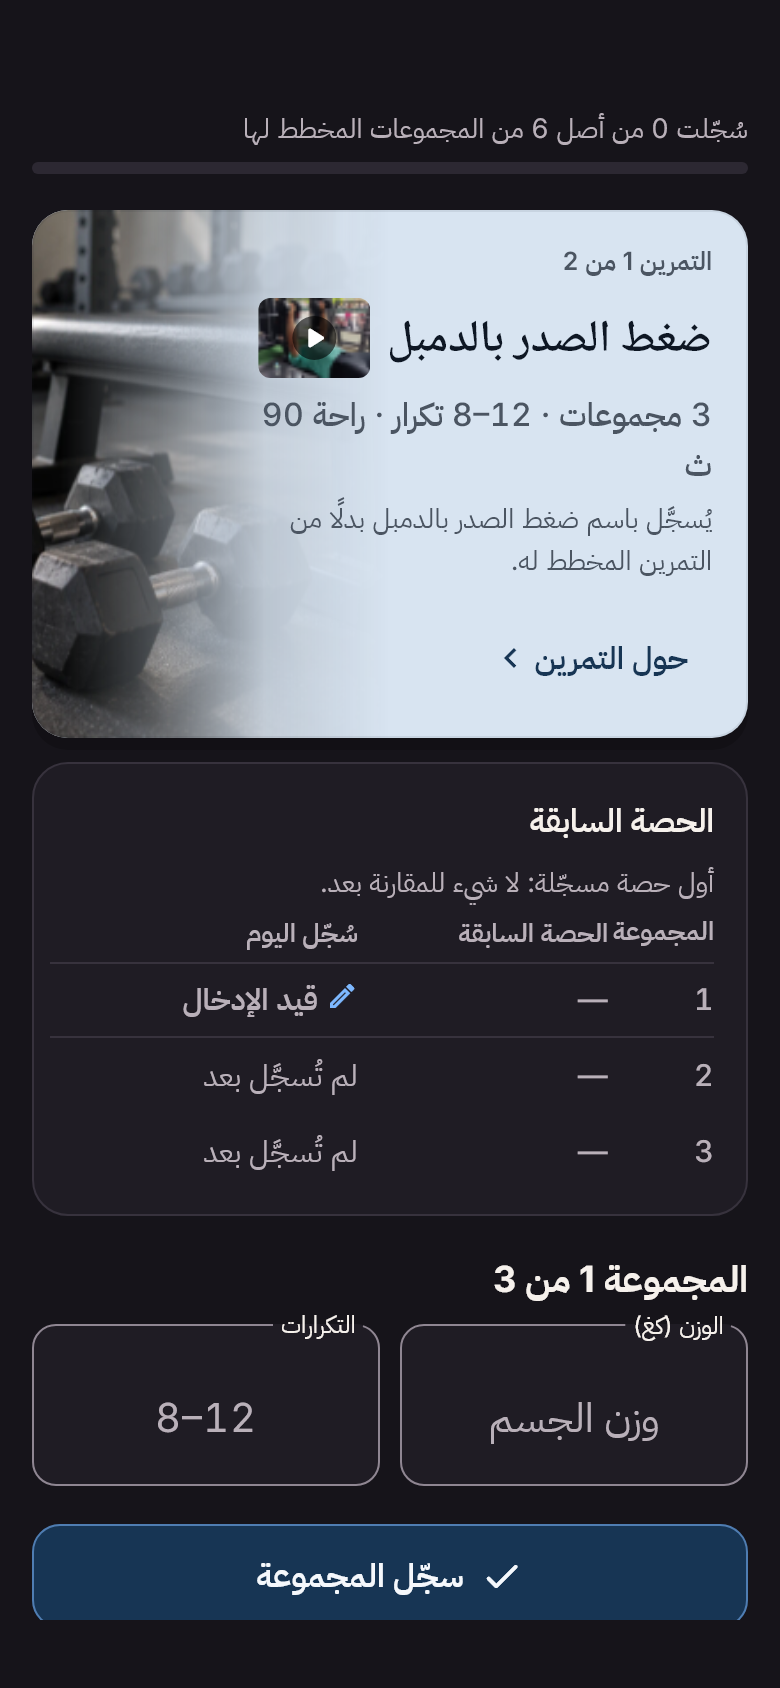 سُجّلت 0 من أصل 6 من المجموعات المخطط لها
التمرين 1 من 2
ضغط الصدر بالدمبل
3 مجموعات · 8–12 تكرار · راحة 90
ث
يُسجَّل باسم ضغط الصدر بالدمبل بدلًا من
التمرين المخطط له.
حول التمرين
الحصة السابقة
أول حصة مسجّلة: لا شيء للمقارنة بعد.
المجموعة الحصة السابقة سُجّل اليوم
1 — قيد الإدخال
2 — لم تُسجَّل بعد
3 — لم تُسجَّل بعد
المجموعة 1 من 3
الوزن (كغ) التكرارات
وزن الجسم 8–12
سجّل المجموعة